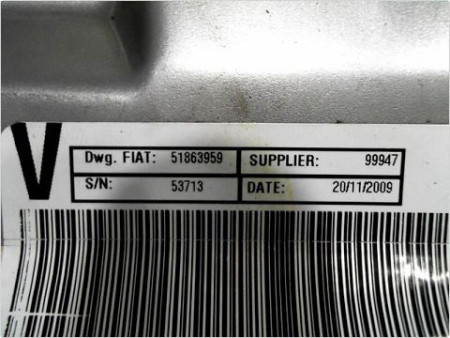 V
Dwg. FIAT: 51863959 SUPPLIER: 99947
S/N: 53713 DATE: 20/11/2009